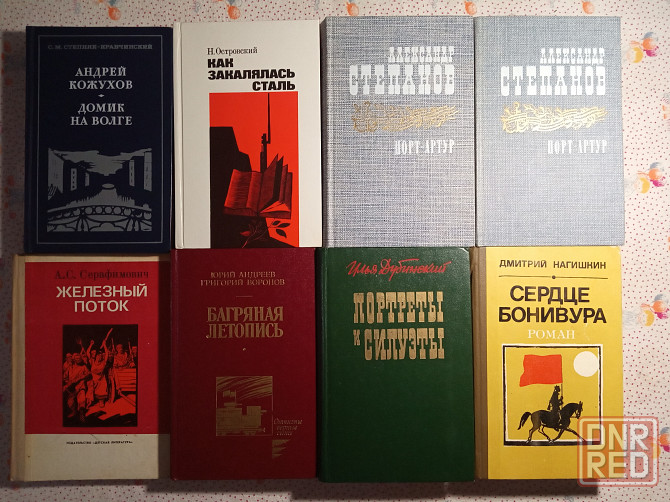 С. М. СТЕПНЯК-КРАВЧИНСКИЙ
АНДРЕЙ
КОЖУХОВ
ДОМИК
НА ВОЛГЕ
Н. Островский
КАК
ЗАКАЛЯЛАСЬ
СТАЛЬ
АЛЕКСАНДР
СТЕПАНОВ
ПОРТ-АРТУР
АЛЕКСАНДР
СТЕПАНОВ
ПОРТ-АРТУР
А. С. Серафимович
ЖЕЛЕЗНЫЙ
ПОТОК
ИЗДАТЕЛЬСТВО «ДЕТСКАЯ ЛИТЕРАТУРА»
ЮРИЙ АНДРЕЕВ
ГРИГОРИЙ ВОРОНОВ
БАГРЯНАЯ
ЛЕТОПИСЬ
Илья Дубинский
ПОРТРЕТЫ
И
СИЛУЭТЫ
ДМИТРИЙ НАГИШКИН
СЕРДЦЕ
БОНИВУРА
РОМАН
DNR
RED